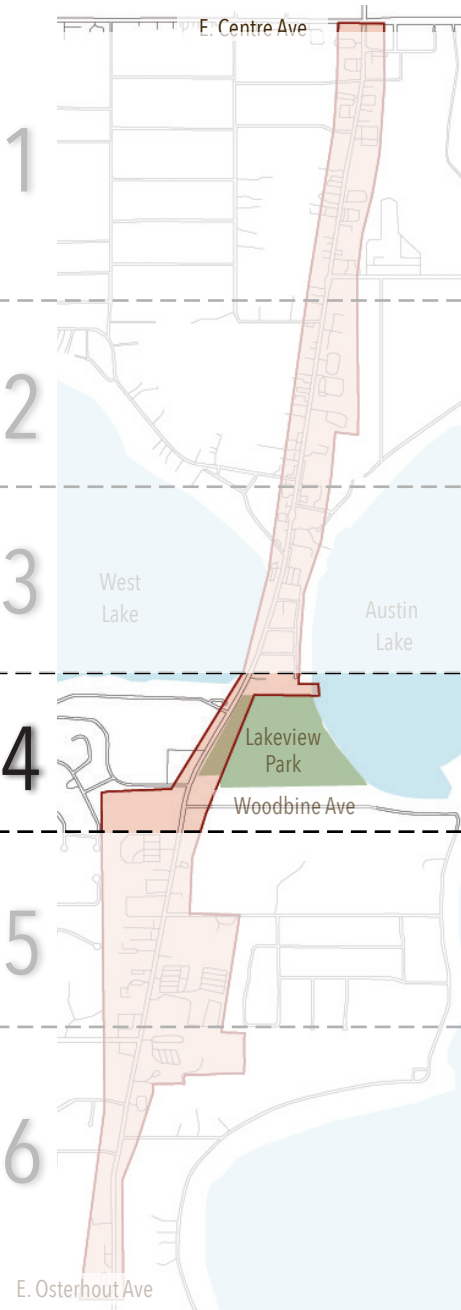 E. Centre Ave
1
2
3
West
Lake
Austin
Lake
4
Lakeview
Park
Woodbine Ave
5
6
E. Osterhout Ave